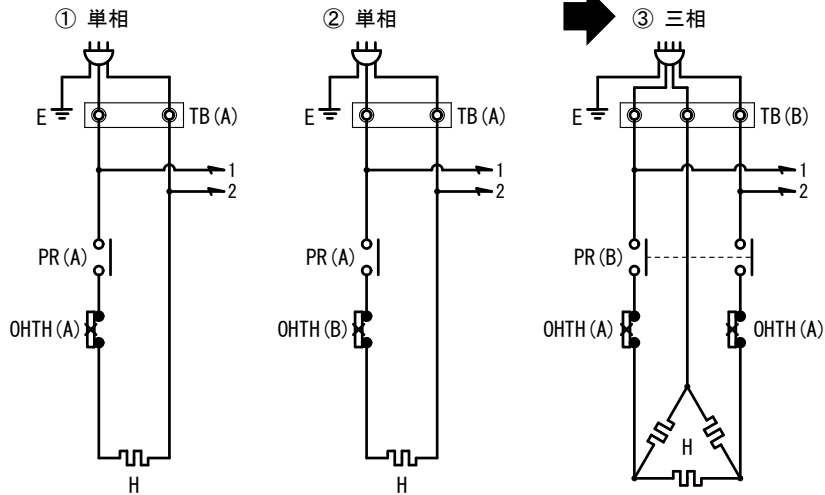 ① 単相
E
TB(A)
1
2
PR(A)
OHTH(A)
H
② 単相
E
TB(A)
1
2
PR(A)
OHTH(B)
H
③ 三相
E
TB(B)
1
2
PR(B)
OHTH(A)
OHTH(A)
H